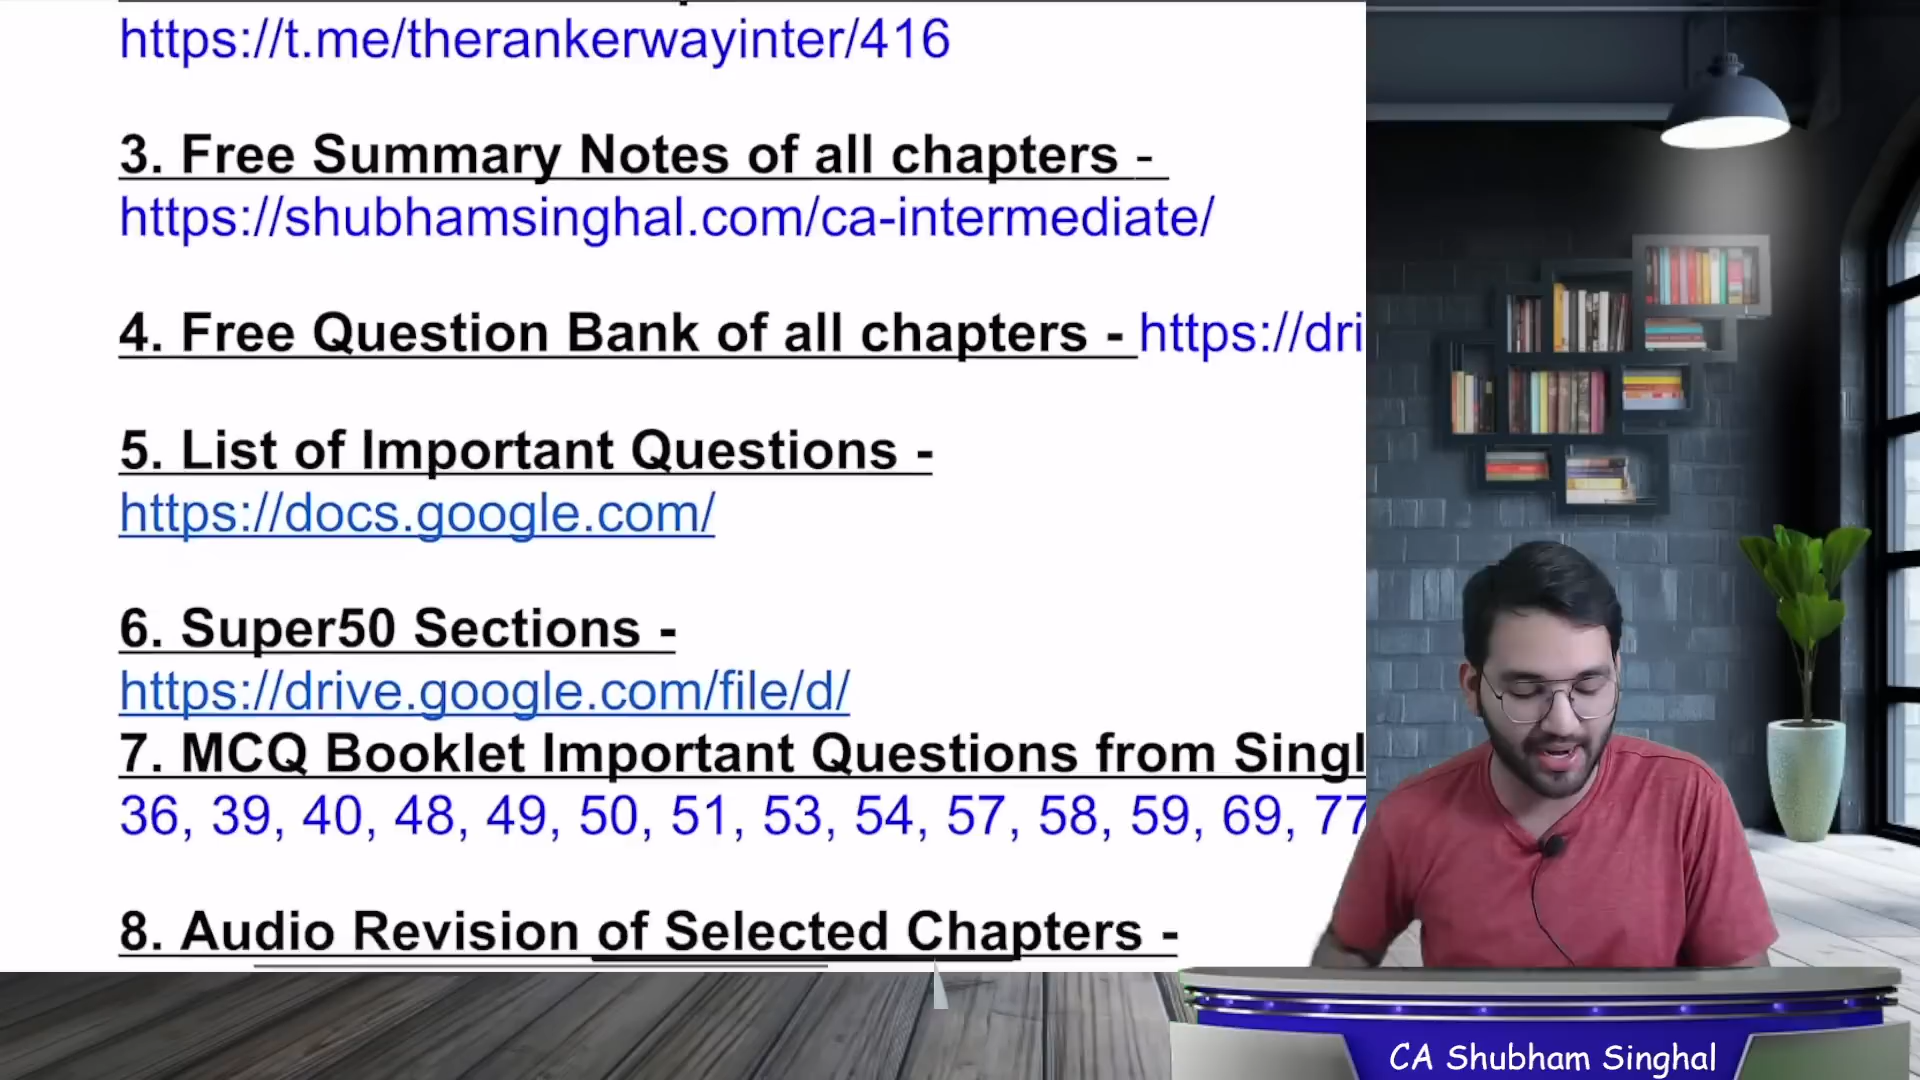 https://t.me/therankerwayinter/416
3. Free Summary Notes of all chapters -
https://shubhamsinghal.com/ca-intermediate/
4. Free Question Bank of all chapters - https://dri
5. List of Important Questions -
https://docs.google.com/
6. Super50 Sections -
https://drive.google.com/file/d/
7. MCQ Booklet Important Questions from Singl
36, 39, 40, 48, 49, 50, 51, 53, 54, 57, 58, 59, 69, 77
8. Audio Revision of Selected Chapters -
CA Shubham Singhal